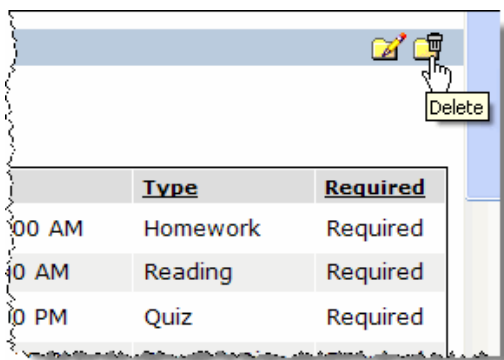 Delete
Type Required
00 AM Homework Required
0 AM Reading Required
0 PM Quiz Required